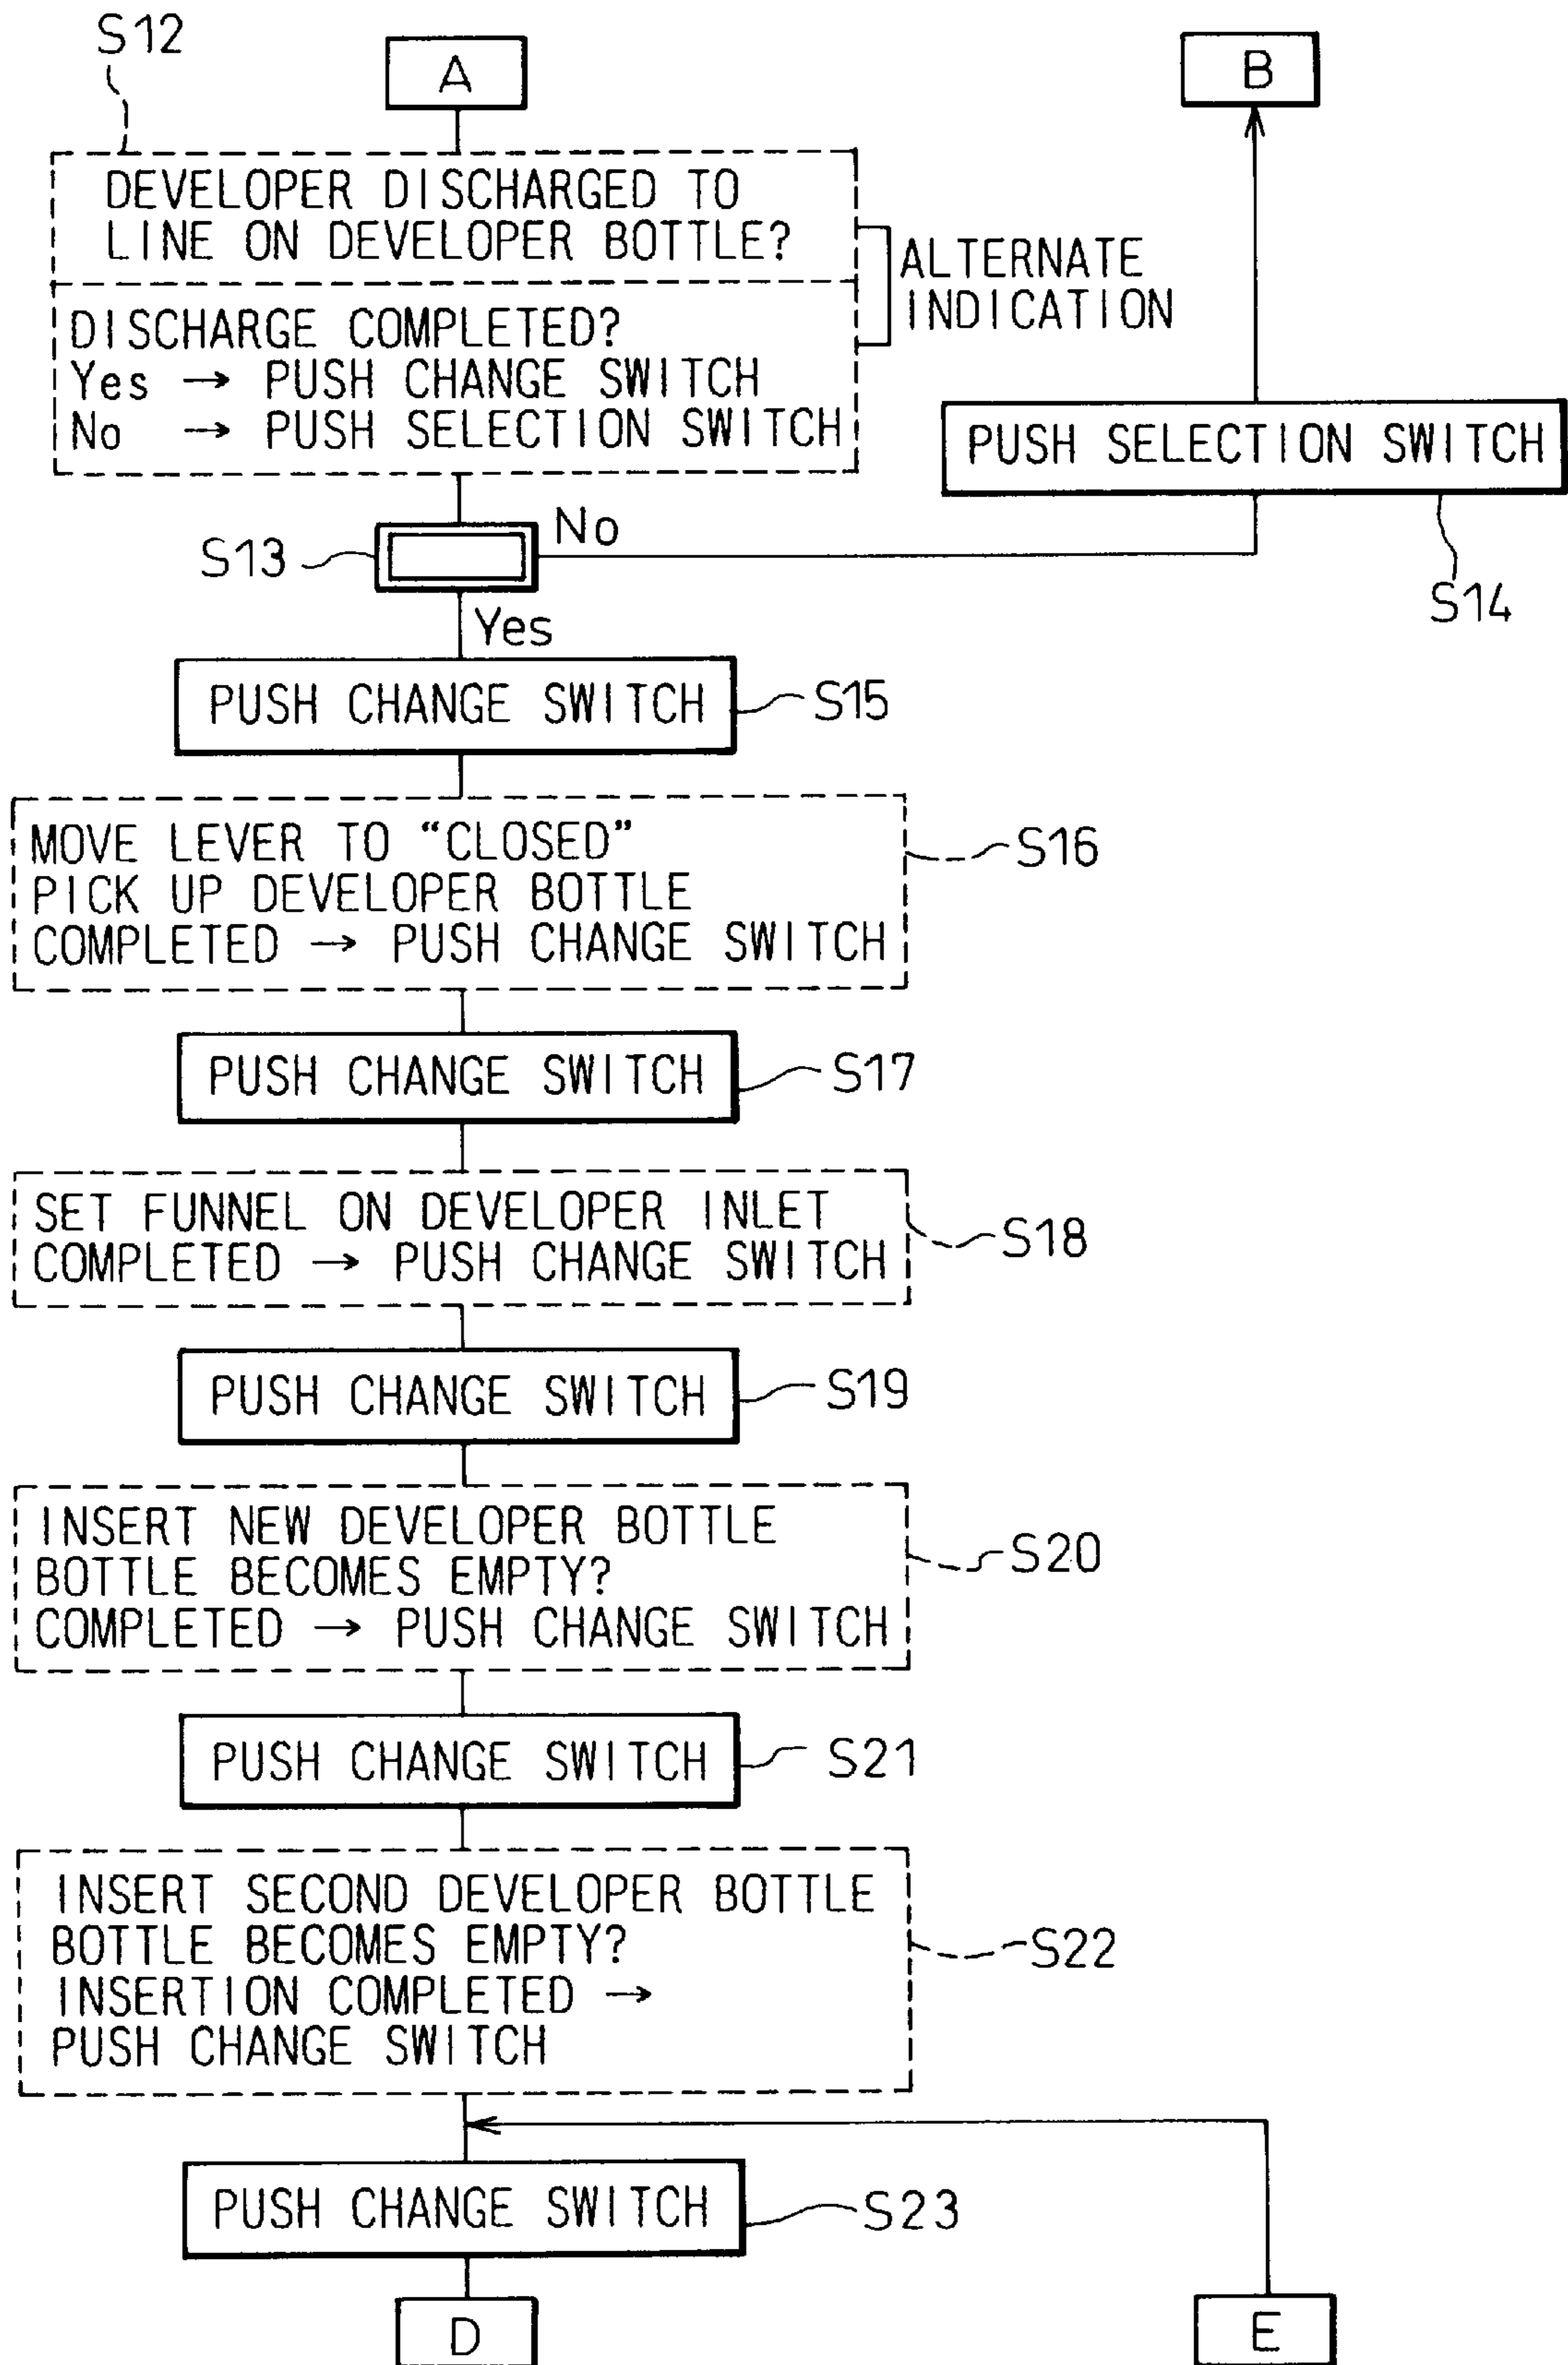 S12
A
B
DEVELOPER DISCHARGED TO
LINE ON DEVELOPER BOTTLE?
ALTERNATE
INDICATION
DISCHARGE COMPLETED?
Yes → PUSH CHANGE SWITCH
No → PUSH SELECTION SWITCH
PUSH SELECTION SWITCH
S14
S13
No
Yes
PUSH CHANGE SWITCH
S15
MOVE LEVER TO “CLOSED”
PICK UP DEVELOPER BOTTLE
COMPLETED → PUSH CHANGE SWITCH
S16
PUSH CHANGE SWITCH
S17
SET FUNNEL ON DEVELOPER INLET
COMPLETED → PUSH CHANGE SWITCH
S18
PUSH CHANGE SWITCH
S19
INSERT NEW DEVELOPER BOTTLE
BOTTLE BECOMES EMPTY?
COMPLETED → PUSH CHANGE SWITCH
S20
PUSH CHANGE SWITCH
S21
INSERT SECOND DEVELOPER BOTTLE
BOTTLE BECOMES EMPTY?
INSERTION COMPLETED →
PUSH CHANGE SWITCH
S22
PUSH CHANGE SWITCH
S23
D
E